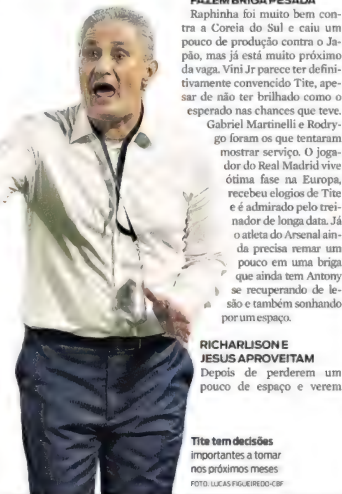 FAZEM BRIGA PESADA
Raphinha foi muito bem con-
tra a Coreia do Sul e caiu um
pouco de produção contra o Ja-
pão, mas já está muito próximo
da vaga. Vini Jr parece ter defini-
tivamente convencido Tite, ape-
sar de não ter brilhado como o
esperado nas chances que teve.
Gabriel Martinelli e Rodry-
go foram os que tentaram
mostrar serviço. O joga-
dor do Real Madrid vive
ótima fase na Europa,
recebeu elogios de Tite
e é admirado pelo trei-
nador de longa data. Já
o atleta do Arsenal ain-
da precisa remar um
pouco em uma briga
que ainda tem Antony
se recuperando de le-
são e também sonhando
por um espaço.
RICHARLISON E
JESUS APROVEITAM
Depois de perderem um
pouco de espaço e verem
Tite tem decisões
importantes a tomar
nos próximos meses
FOTO: LUCAS FIGUEIREDO-CBF